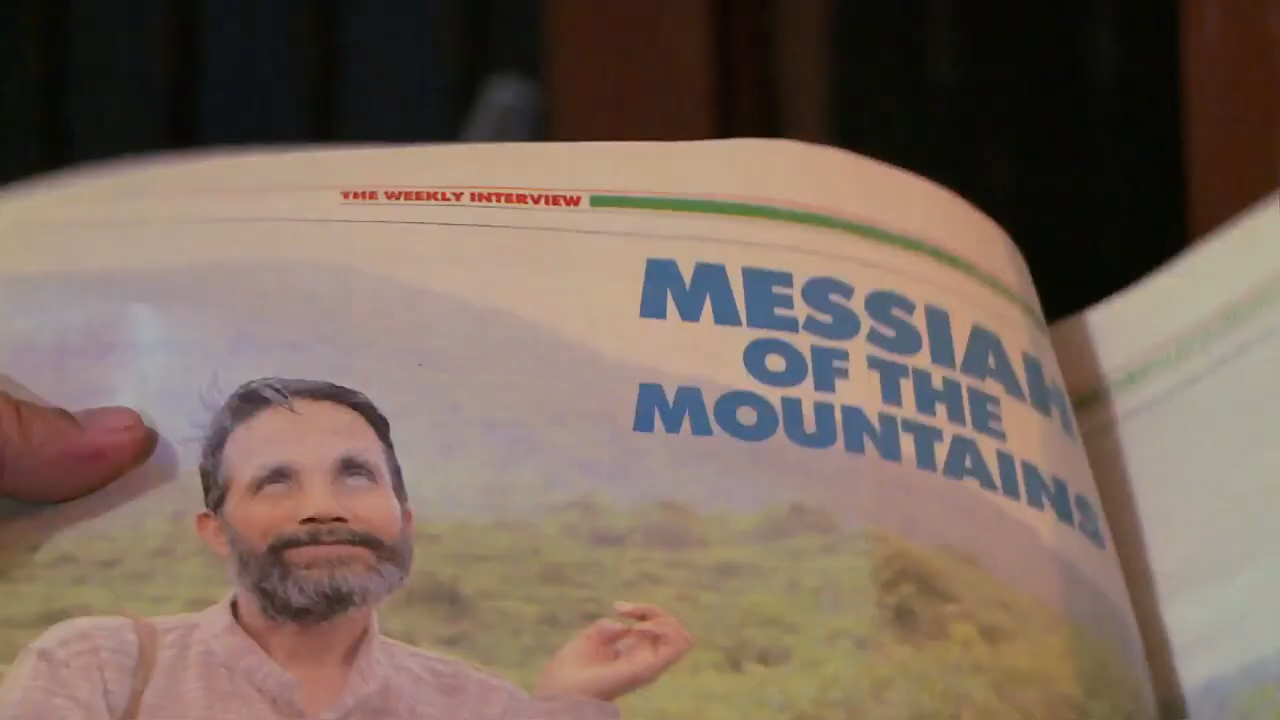 THE WEEKLY INTERVIEW
MESSIAH
OF THE
MOUNTAINS